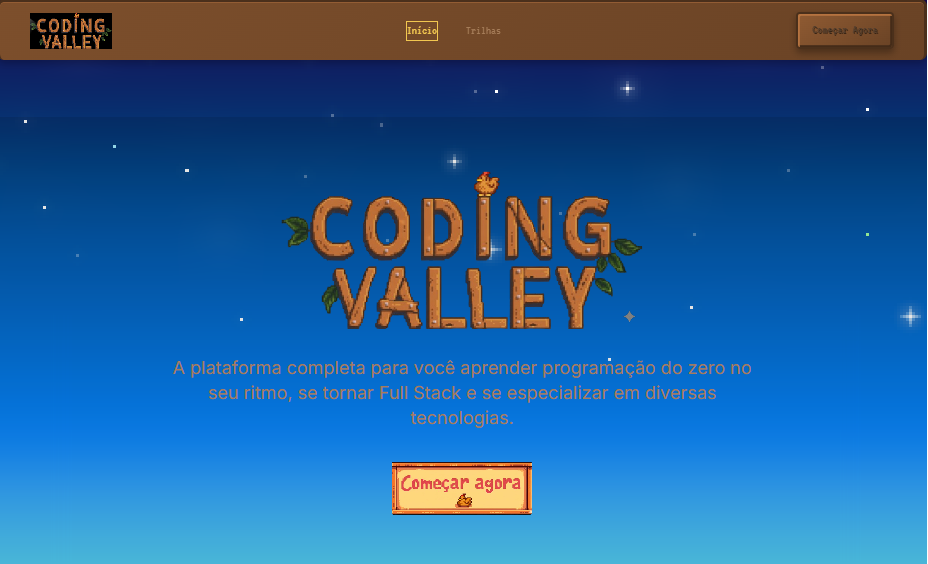 CODING
VALLEY
Início
Trilhas
Começar Agora
CODING
VALLEY
A plataforma completa para você aprender programação do zero no
seu ritmo, se tornar Full Stack e se especializar em diversas
tecnologias.
Começar agora